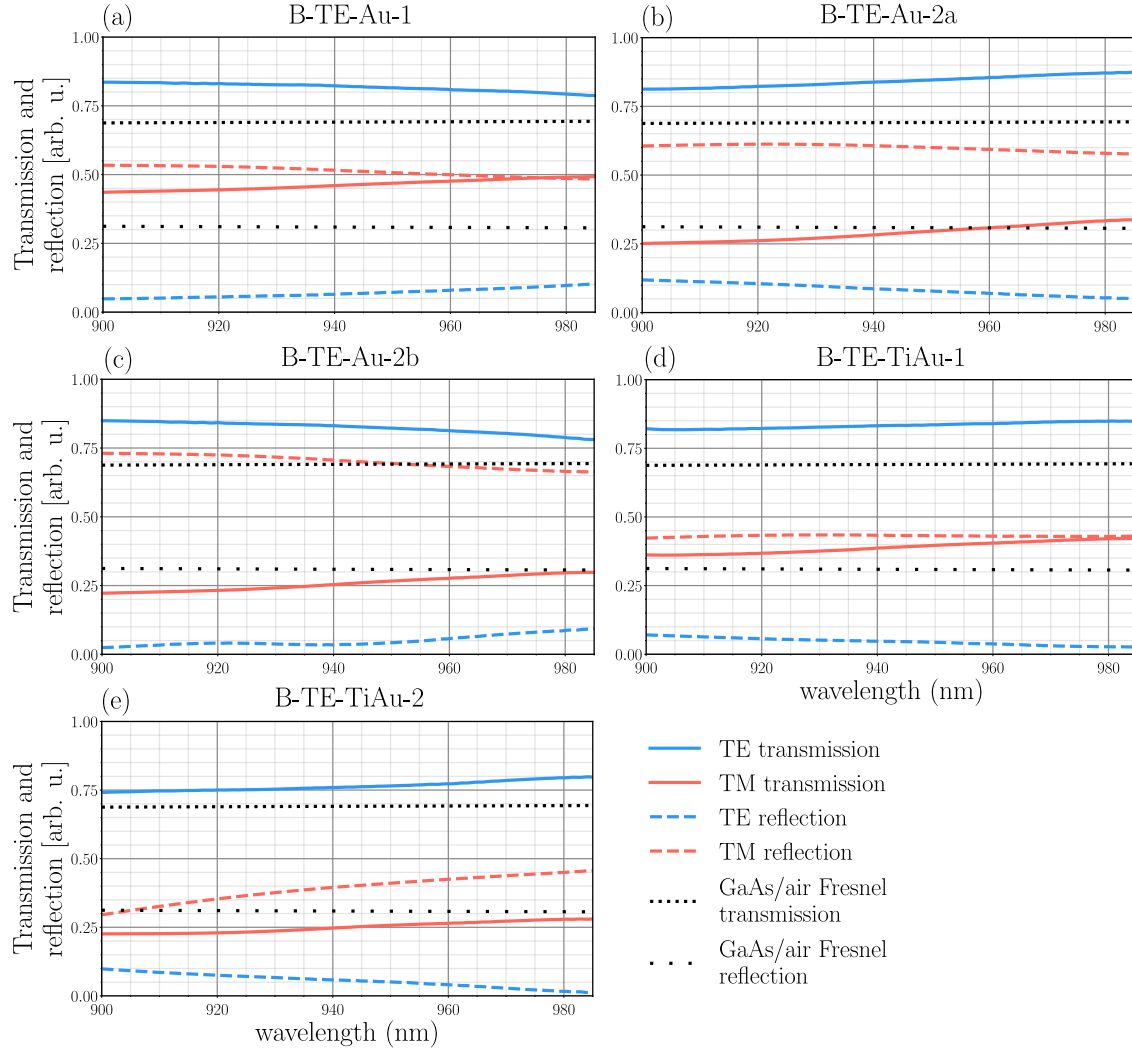 (a) B-TE-Au-1
Transmission and
reflection [arb. u.]
1.00
0.75
0.50
0.25
0.00
900 920 940 960 980
(b) B-TE-Au-2a
1.00
0.75
0.50
0.25
0.00
900 920 940 960 980
(c) B-TE-Au-2b
Transmission and
reflection [arb. u.]
1.00
0.75
0.50
0.25
0.00
900 920 940 960 980
(d) B-TE-TiAu-1
1.00
0.75
0.50
0.25
0.00
900 920 940 960 980
wavelength (nm)
(e) B-TE-TiAu-2
Transmission and
reflection [arb. u.]
1.00
0.75
0.50
0.25
0.00
900 920 940 960 980
wavelength (nm)
TE transmission
TM transmission
TE reflection
TM reflection
GaAs/air Fresnel
transmission
GaAs/air Fresnel
reflection